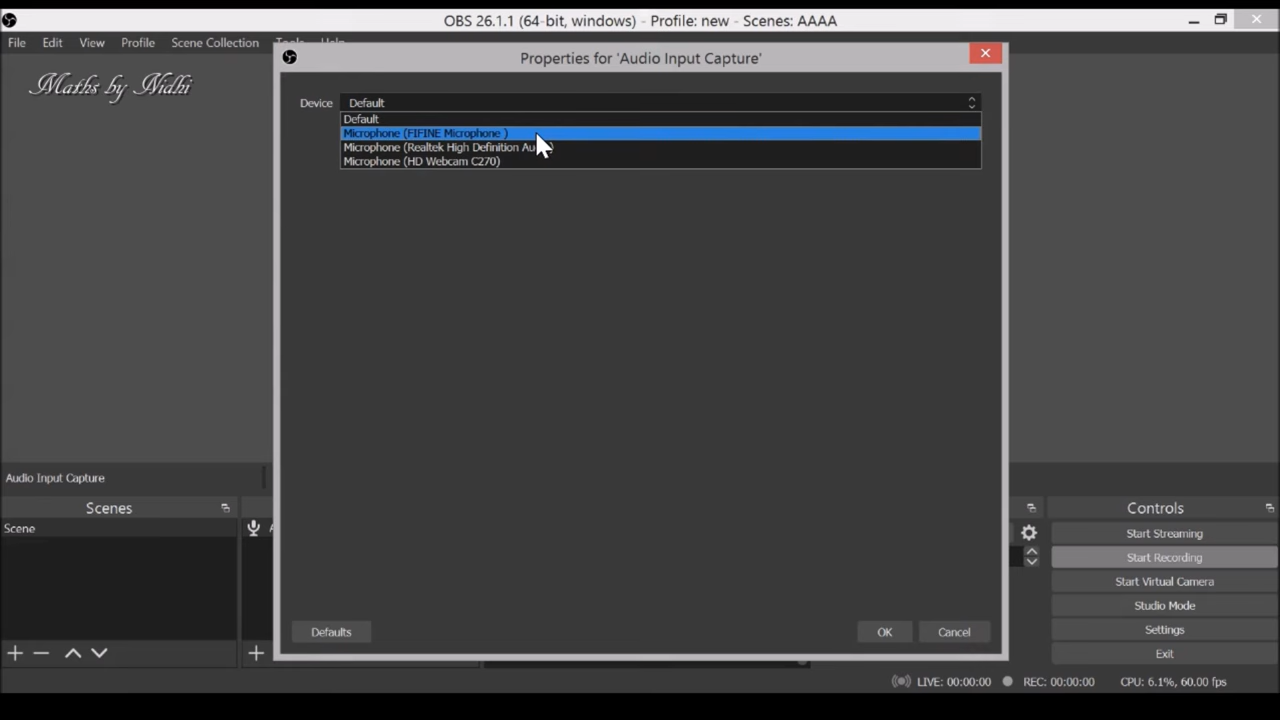 OBS 26.1.1 (64-bit, windows) - Profile: new - Scenes: AAAA
File Edit View Profile Scene Collection
Maths by Nidhi
Properties for 'Audio Input Capture'
Device Default
Default
Microphone (FIFINE Microphone )
Microphone (Realtek High Definition
Microphone (HD Webcam C270)
Audio Input Capture
Scenes
Scene
Controls
Start Streaming
Start Recording
Start Virtual Camera
Studio Mode
Settings
Exit
Defaults
OK Cancel
LIVE: 00:00:00 REC: 00:00:00 CPU: 6.1%, 60.00 fps